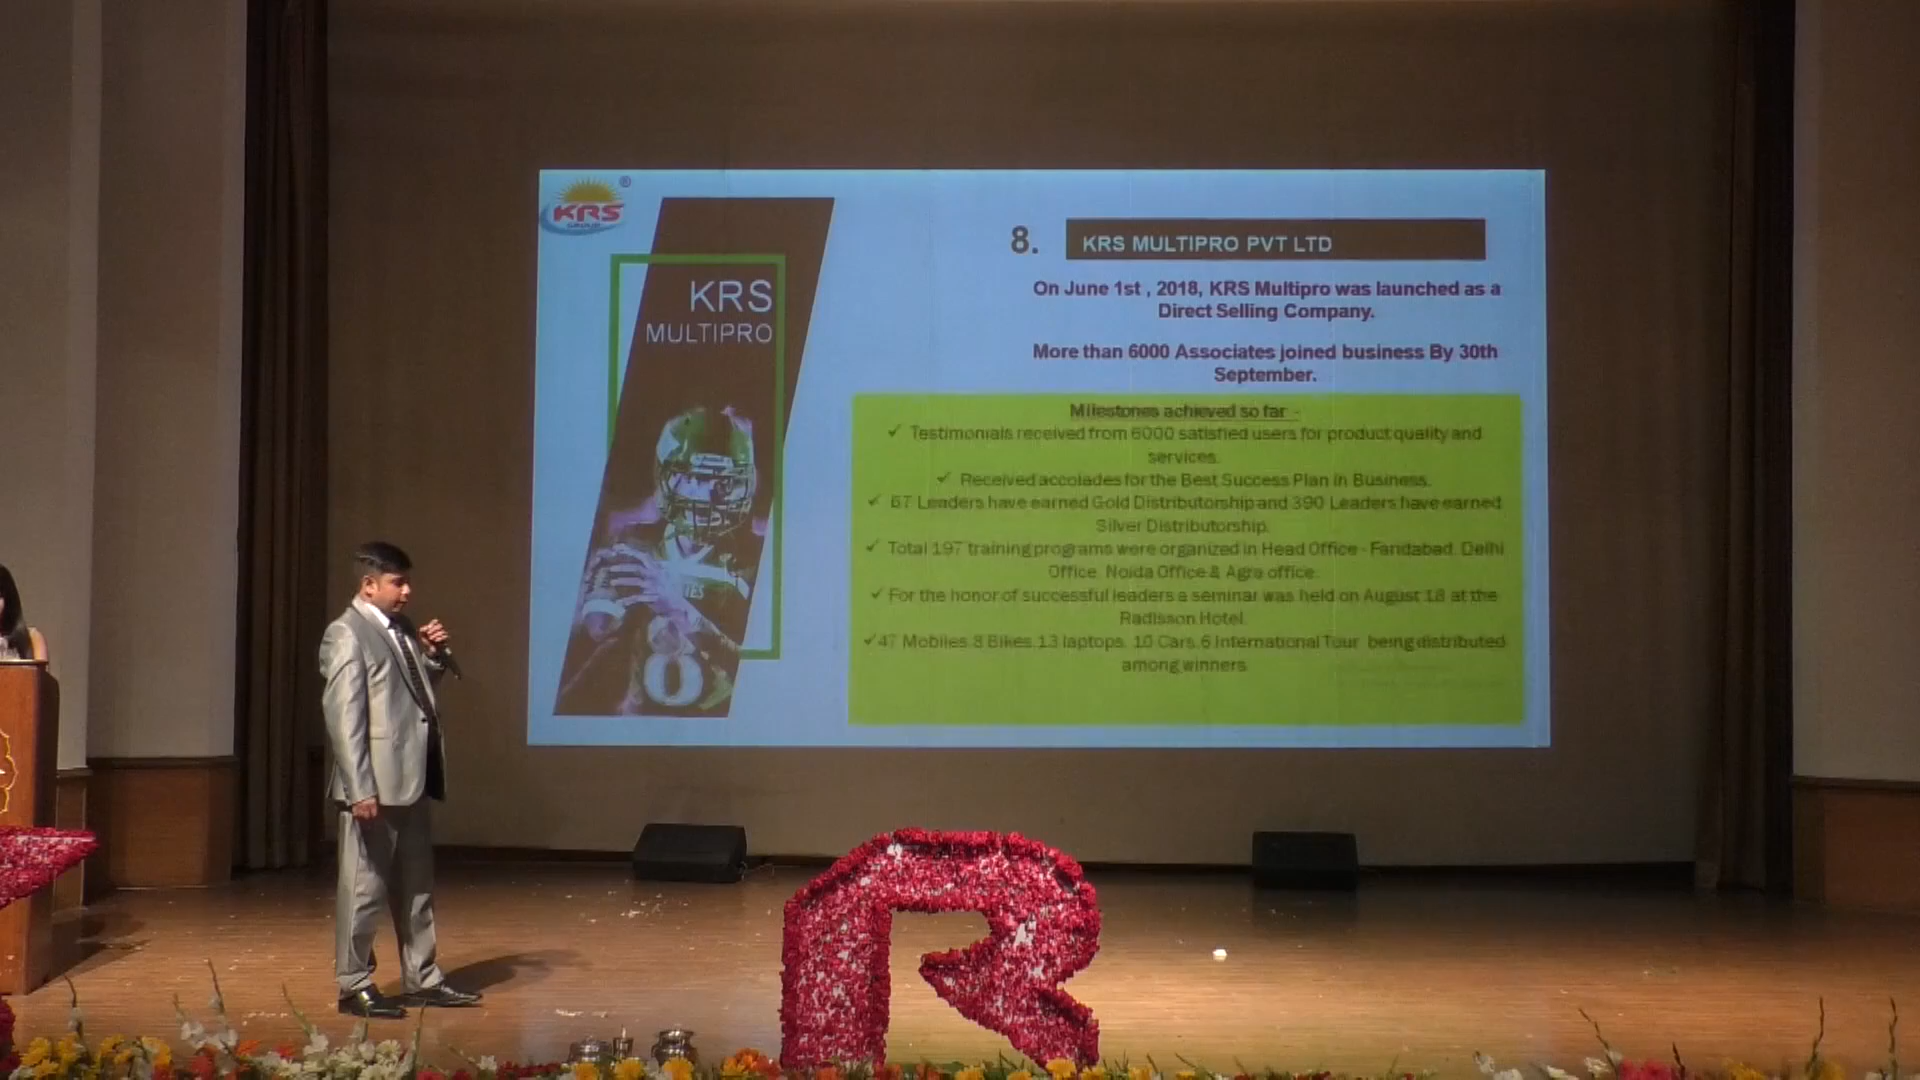 KRS
GROUP
®
KRS
MULTIPRO
8.
KRS MULTIPRO PVT LTD
On June 1st , 2018, KRS Multipro was launched as a
Direct Selling Company.
More than 6000 Associates joined business By 30th
September.
Milestones achieved so far -
✓ Testimonials received from 6000 satisfied users for product quality and
services.
✓ Received accolades for the Best Success Plan in Business.
✓ 67 Leaders have earned Gold Distributorship and 390 Leaders have earned
Silver Distributorship.
✓ Total 197 training programs were organized in Head Office - Faridabad, Delhi
Office, Noida Office & Agra office.
✓ For the honor of successful leaders a seminar was held on August 18 at the
Radisson Hotel.
✓ 47 Mobiles 8 Bikes, 13 laptops, 10 Cars, 6 International Tour being distributed
among winners
8
R